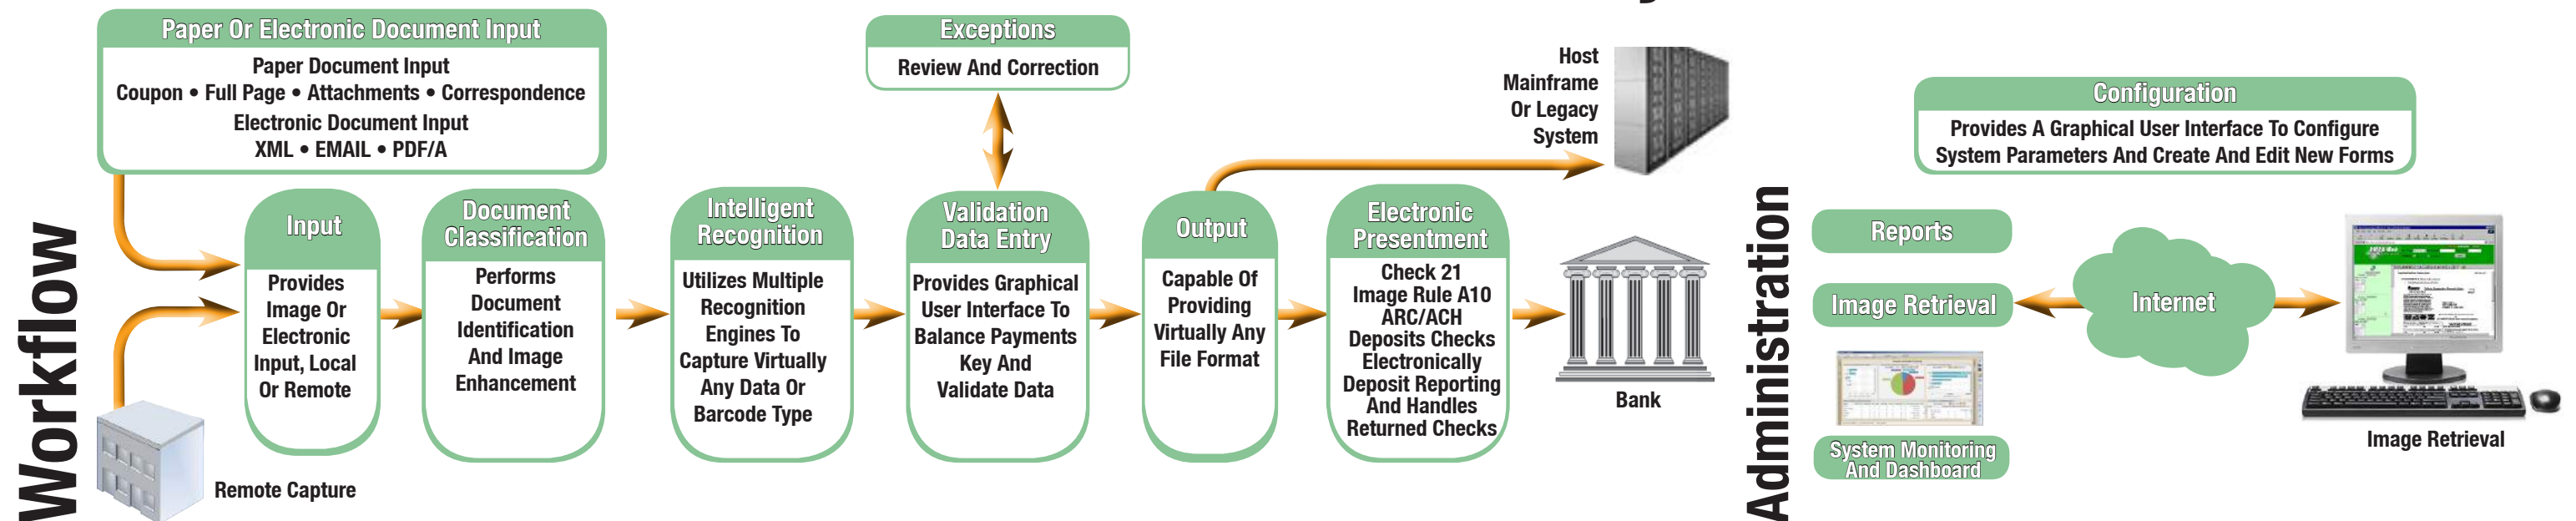 Workflow
Paper Or Electronic Document Input
Paper Document Input
Coupon • Full Page • Attachments • Correspondence
Electronic Document Input
XML • EMAIL • PDF/A
Remote Capture
Input
Provides
Image Or
Electronic
Input, Local
Or Remote
Document
Classification
Performs
Document
Identification
And Image
Enhancement
Intelligent
Recognition
Utilizes Multiple
Recognition
Engines To
Capture Virtually
Any Data Or
Barcode Type
Exceptions
Review And Correction
Validation
Data Entry
Provides Graphical
User Interface To
Balance Payments
Key And
Validate Data
Output
Capable Of
Providing
Virtually Any
File Format
Host
Mainframe
Or Legacy
System
Electronic
Presentment
Check 21
Image Rule A10
ARC/ACH
Deposits Checks
Electronically
Deposit Reporting
And Handles
Returned Checks
Bank
Administration
Configuration
Provides A Graphical User Interface To Configure
System Parameters And Create And Edit New Forms
Reports
Image Retrieval
System Monitoring
And Dashboard
Internet
Image Retrieval